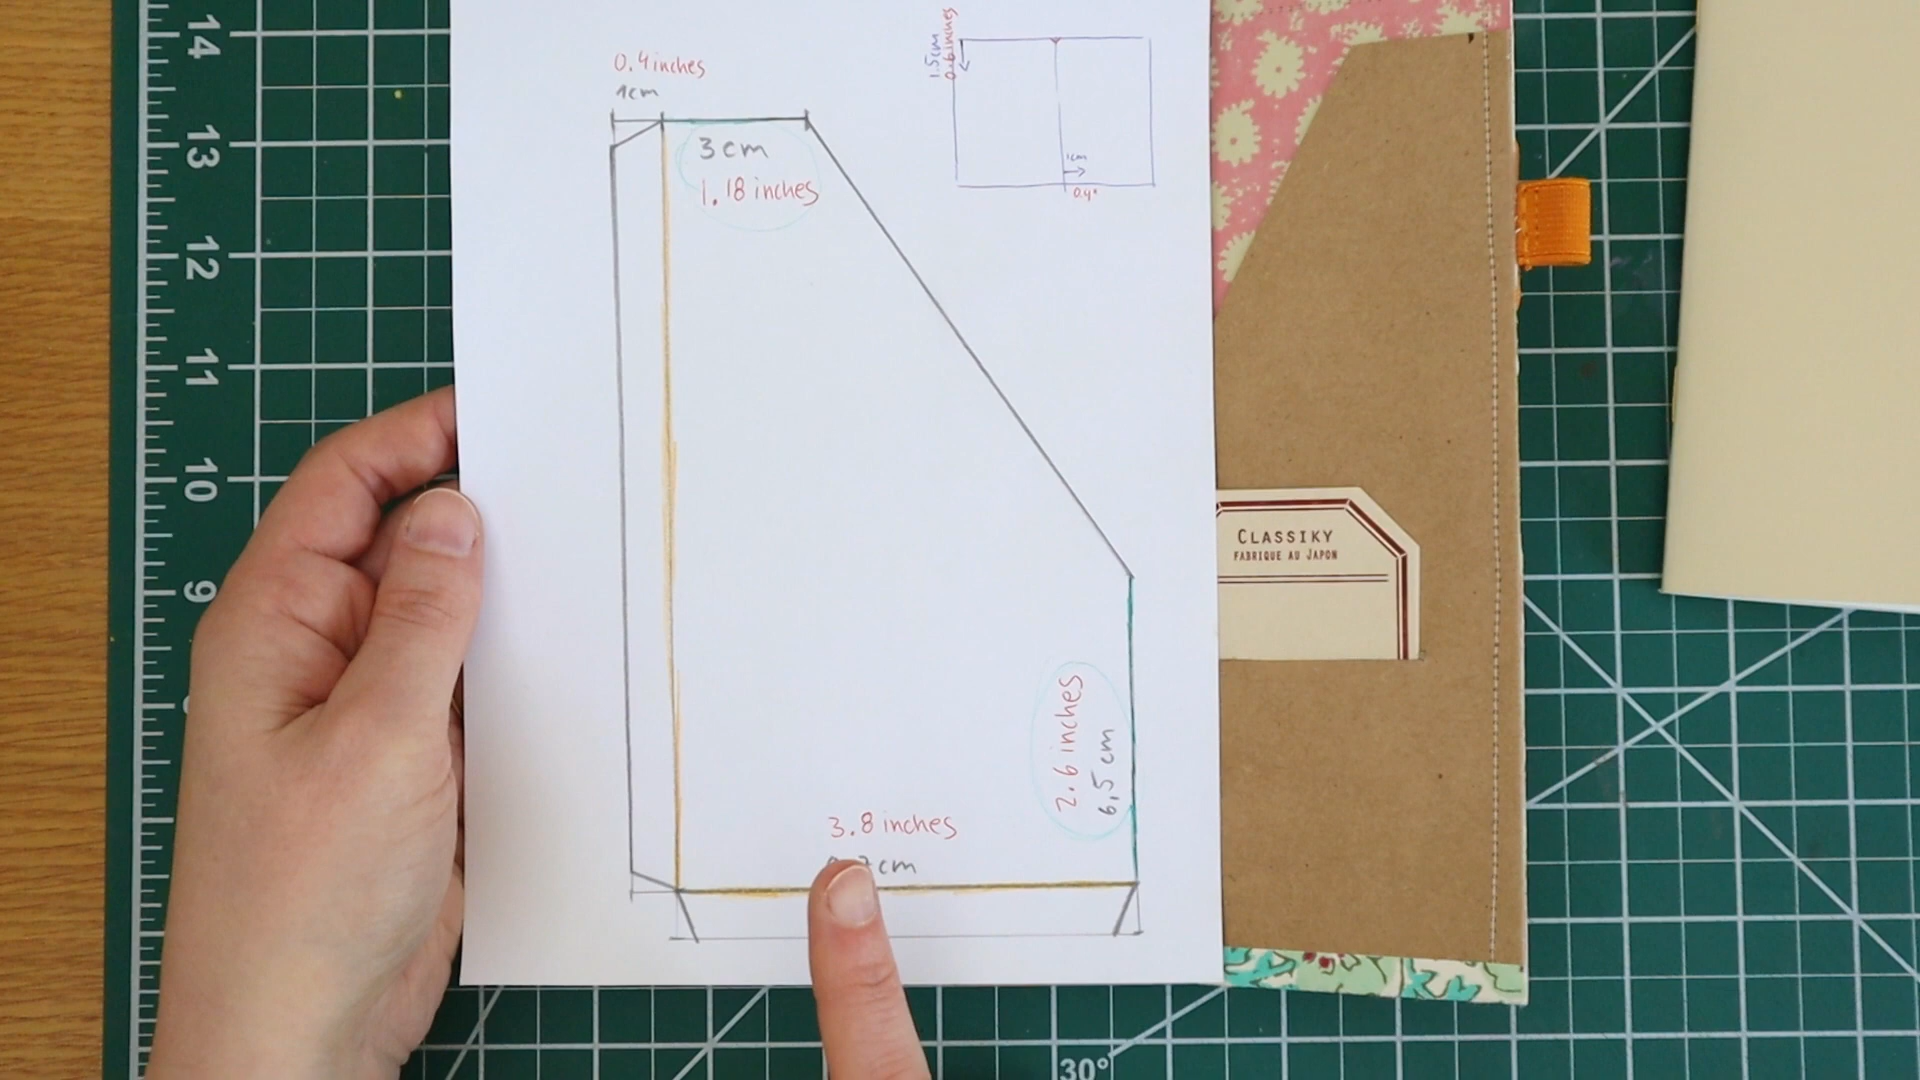 14
13
12
11
10
9
0.4 inches
1cm
3cm
1.18 inches
1.5cm
0.6 inches
1cm
0.4"
2.6 inches
6,5 cm
3.8 inches
cm
CLASSIKY
FABRIQUE AU JAPON
30°